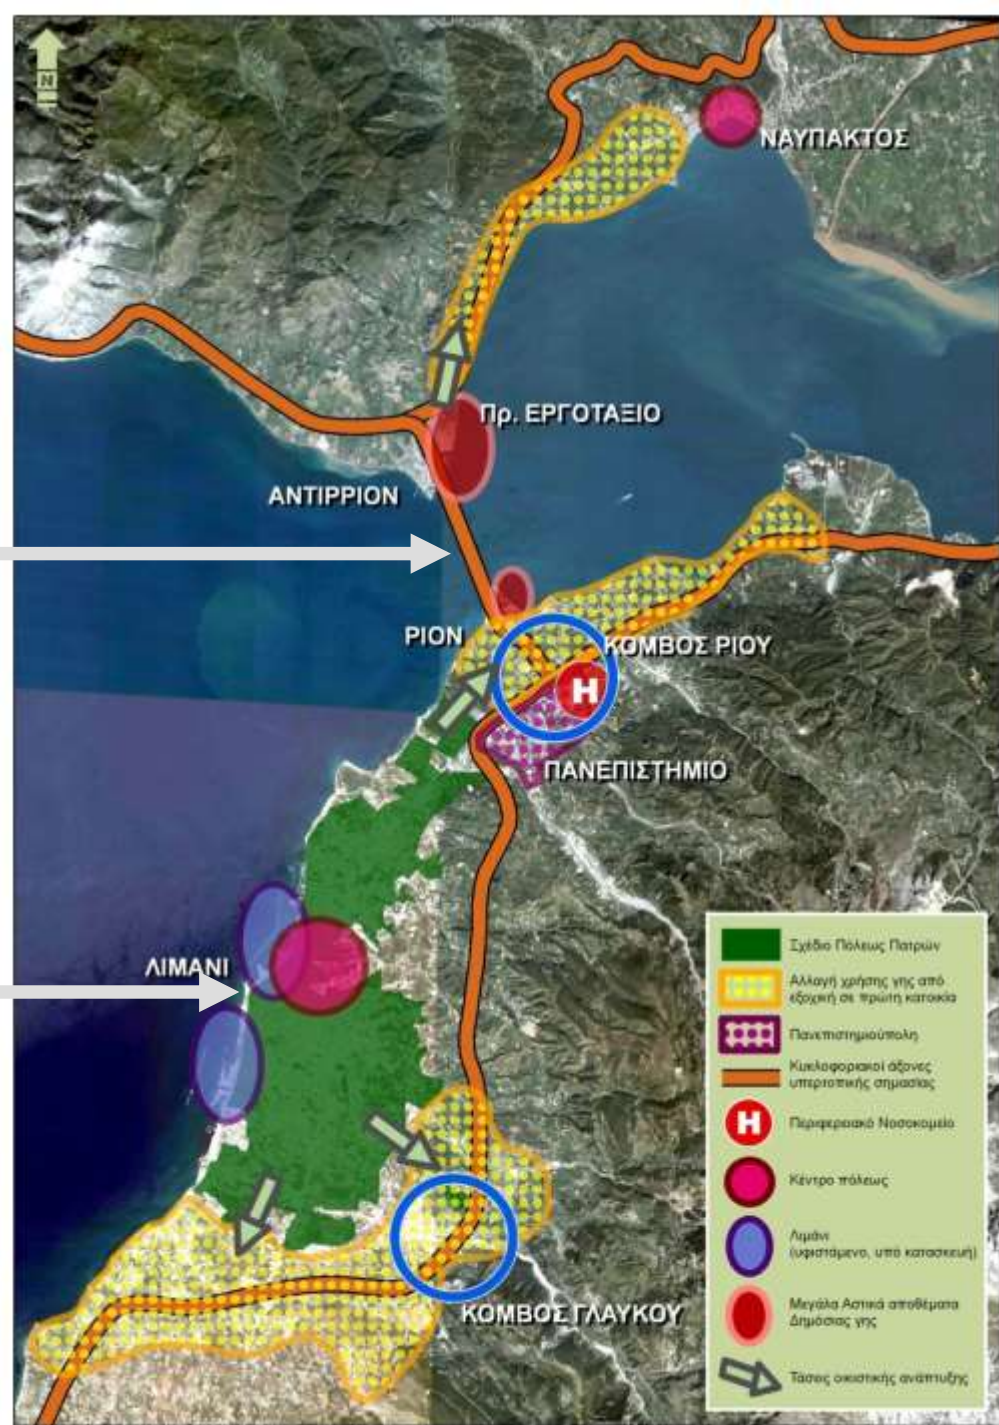 N
ΝΑΥΠΑΚΤΟΣ
Πρ. ΕΡΓΟΤΑΞΙΟ
ΑΝΤΙΡΡΙΟΝ
ΡΙΟΝ
ΚΟΜΒΟΣ ΡΙΟΥ
H
ΠΑΝΕΠΙΣΤΗΜΙΟ
ΛΙΜΑΝΙ
ΚΟΜΒΟΣ ΓΛΑΥΚΟΥ
Σχέδιο Πόλεως Πατρών
Αλλαγή χρήσης γης από
εξοχική σε πρώτη κατοικία
Πανεπιστημιούπολη
Κυκλοφοριακοί άξονες
υπερτοπικής σημασίας
H
Περιφερειακό Νοσοκομείο
Κέντρο πόλεως
Λιμάνι
(υφιστάμενο, υπό κατασκευή)
Μεγάλα Αστικά αποθέματα
Δημόσιας γης
Τάσεις οικιστικής ανάπτυξης